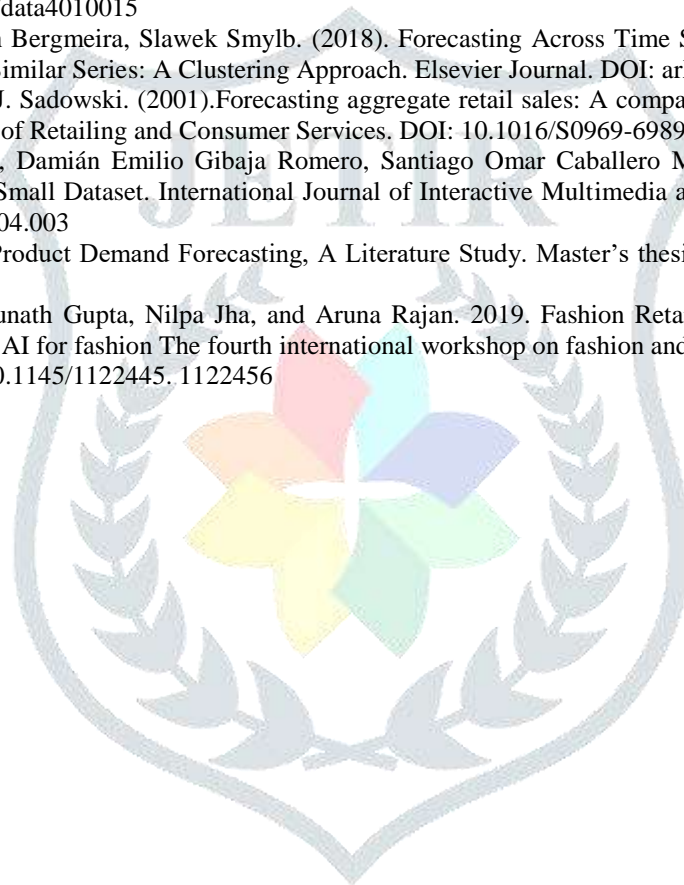 /data4010015
n Bergmeira, Slawek Smylb. (2018). Forecasting Across Time S
Similar Series: A Clustering Approach. Elsevier Journal. DOI: arX
J. Sadowski. (2001).Forecasting aggregate retail sales: A compa
of Retailing and Consumer Services. DOI: 10.1016/S0969-6989
, Damián Emilio Gibaja Romero, Santiago Omar Caballero M
Small Dataset. International Journal of Interactive Multimedia a
04.003
Product Demand Forecasting, A Literature Study. Master’s thesis
unath Gupta, Nilpa Jha, and Aruna Rajan. 2019. Fashion Retai
AI for fashion The fourth international workshop on fashion and
0.1145/1122445. 1122456
JETIR